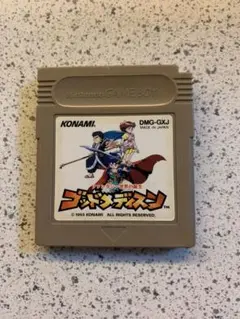 Nintendo GAME BOY
KONAMI
DMG-GXJ
MADE IN JAPAN
ゴッドメディスン
© 1993 KONAMI ALL RIGHTS RESERVED.